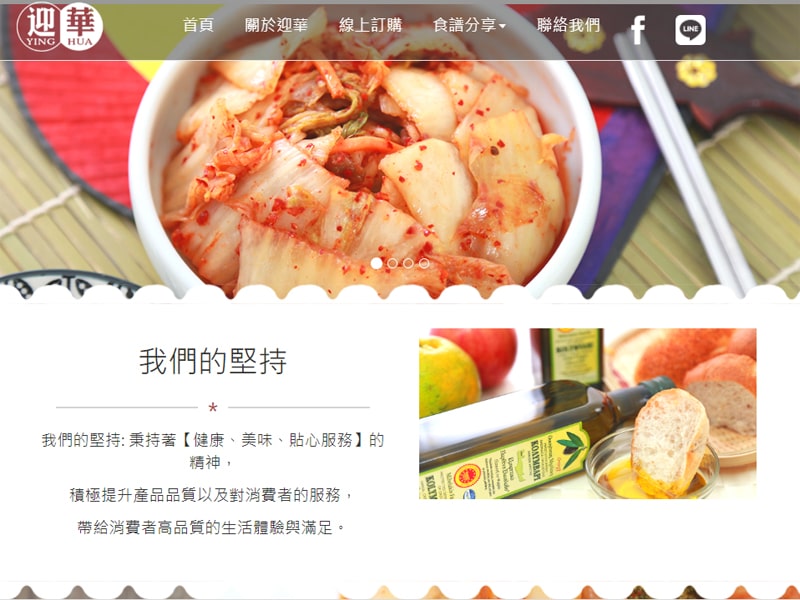 迎華
YING HUA
首頁 關於迎華 線上訂購 食譜分享 聯絡我們 f LINE
我們的堅持
*
我們的堅持: 秉持著【健康、美味、貼心服務】的
精神，
積極提升產品品質以及對消費者的服務，
帶給消費者高品質的生活體驗與滿足。
ΚΟΛΥΜΠΑΡΙ